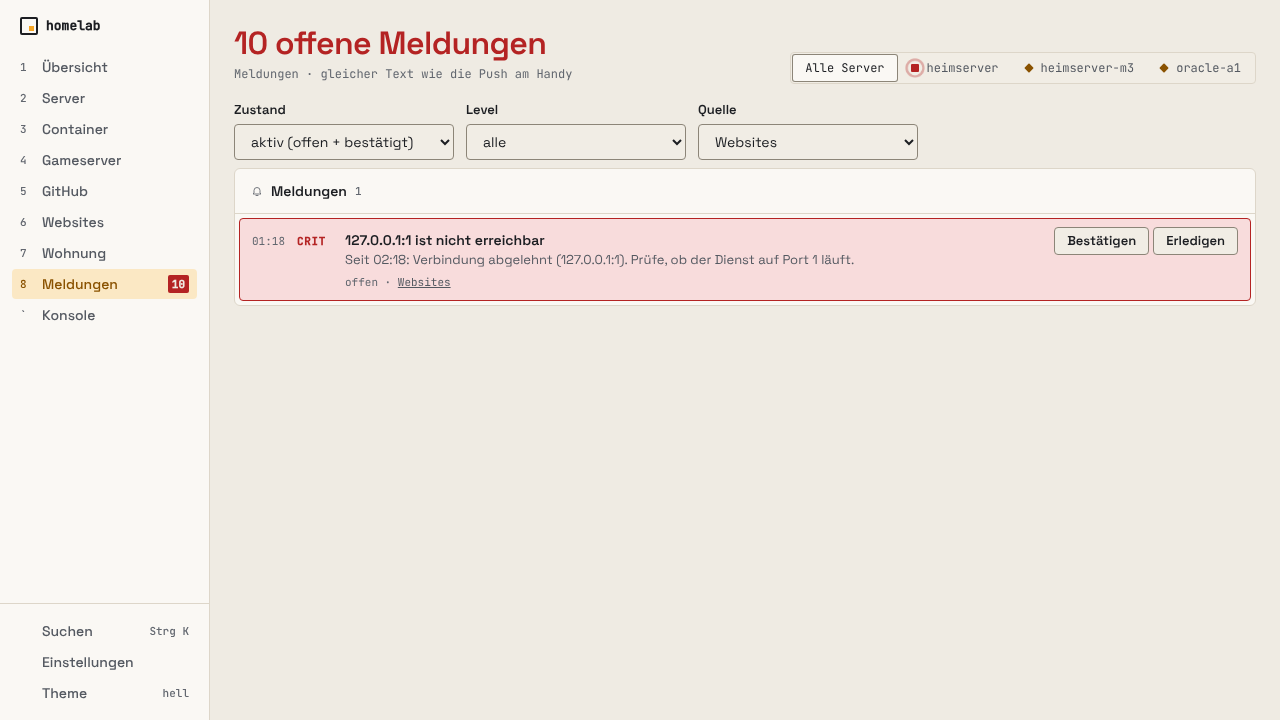 homelab
1 Übersicht
2 Server
3 Container
4 Gameserver
5 GitHub
6 Websites
7 Wohnung
8 Meldungen 10
` Konsole
Suchen Strg K
Einstellungen
Theme hell
10 offene Meldungen
Meldungen · gleicher Text wie die Push am Handy
Alle Server heimserver heimserver-m3 oracle-a1
Zustand Level Quelle
aktiv (offen + bestätigt) alle Websites
Meldungen 1
01:18 CRIT 127.0.0.1:1 ist nicht erreichbar Bestätigen Erledigen
Seit 02:18: Verbindung abgelehnt (127.0.0.1:1). Prüfe, ob der Dienst auf Port 1 läuft.
offen · Websites